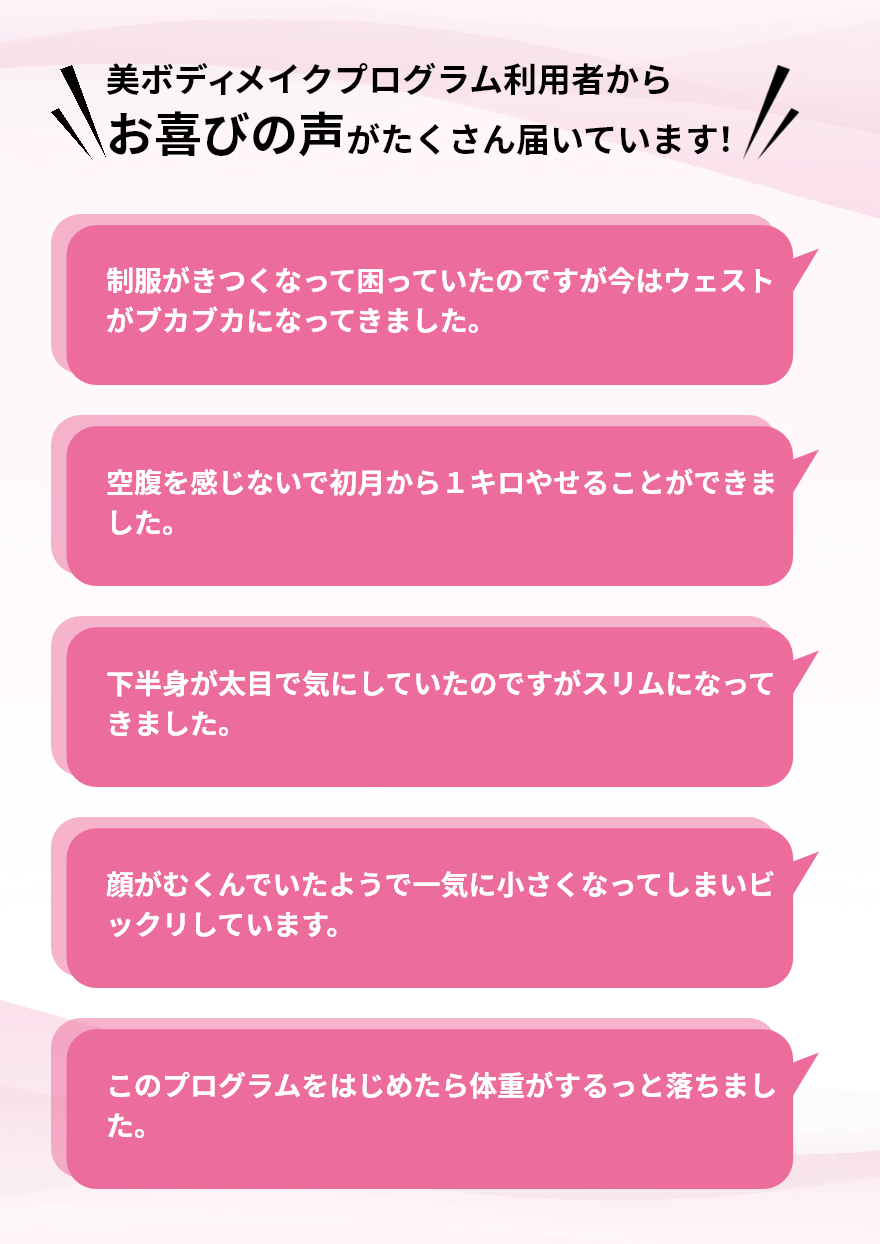 美ボディメイクプログラム利用者から
お喜びの声がたくさん届いています!
制服がきつくなって困っていたのですが今はウェスト
がブカブカになってきました。
空腹を感じないで初月から１キロやせることができま
した。
下半身が太目で気にしていたのですがスリムになって
きました。
顔がむくんでいたようで一気に小さくなってしまいビ
ックリしています。
このプログラムをはじめたら体重がするっと落ちまし
た。